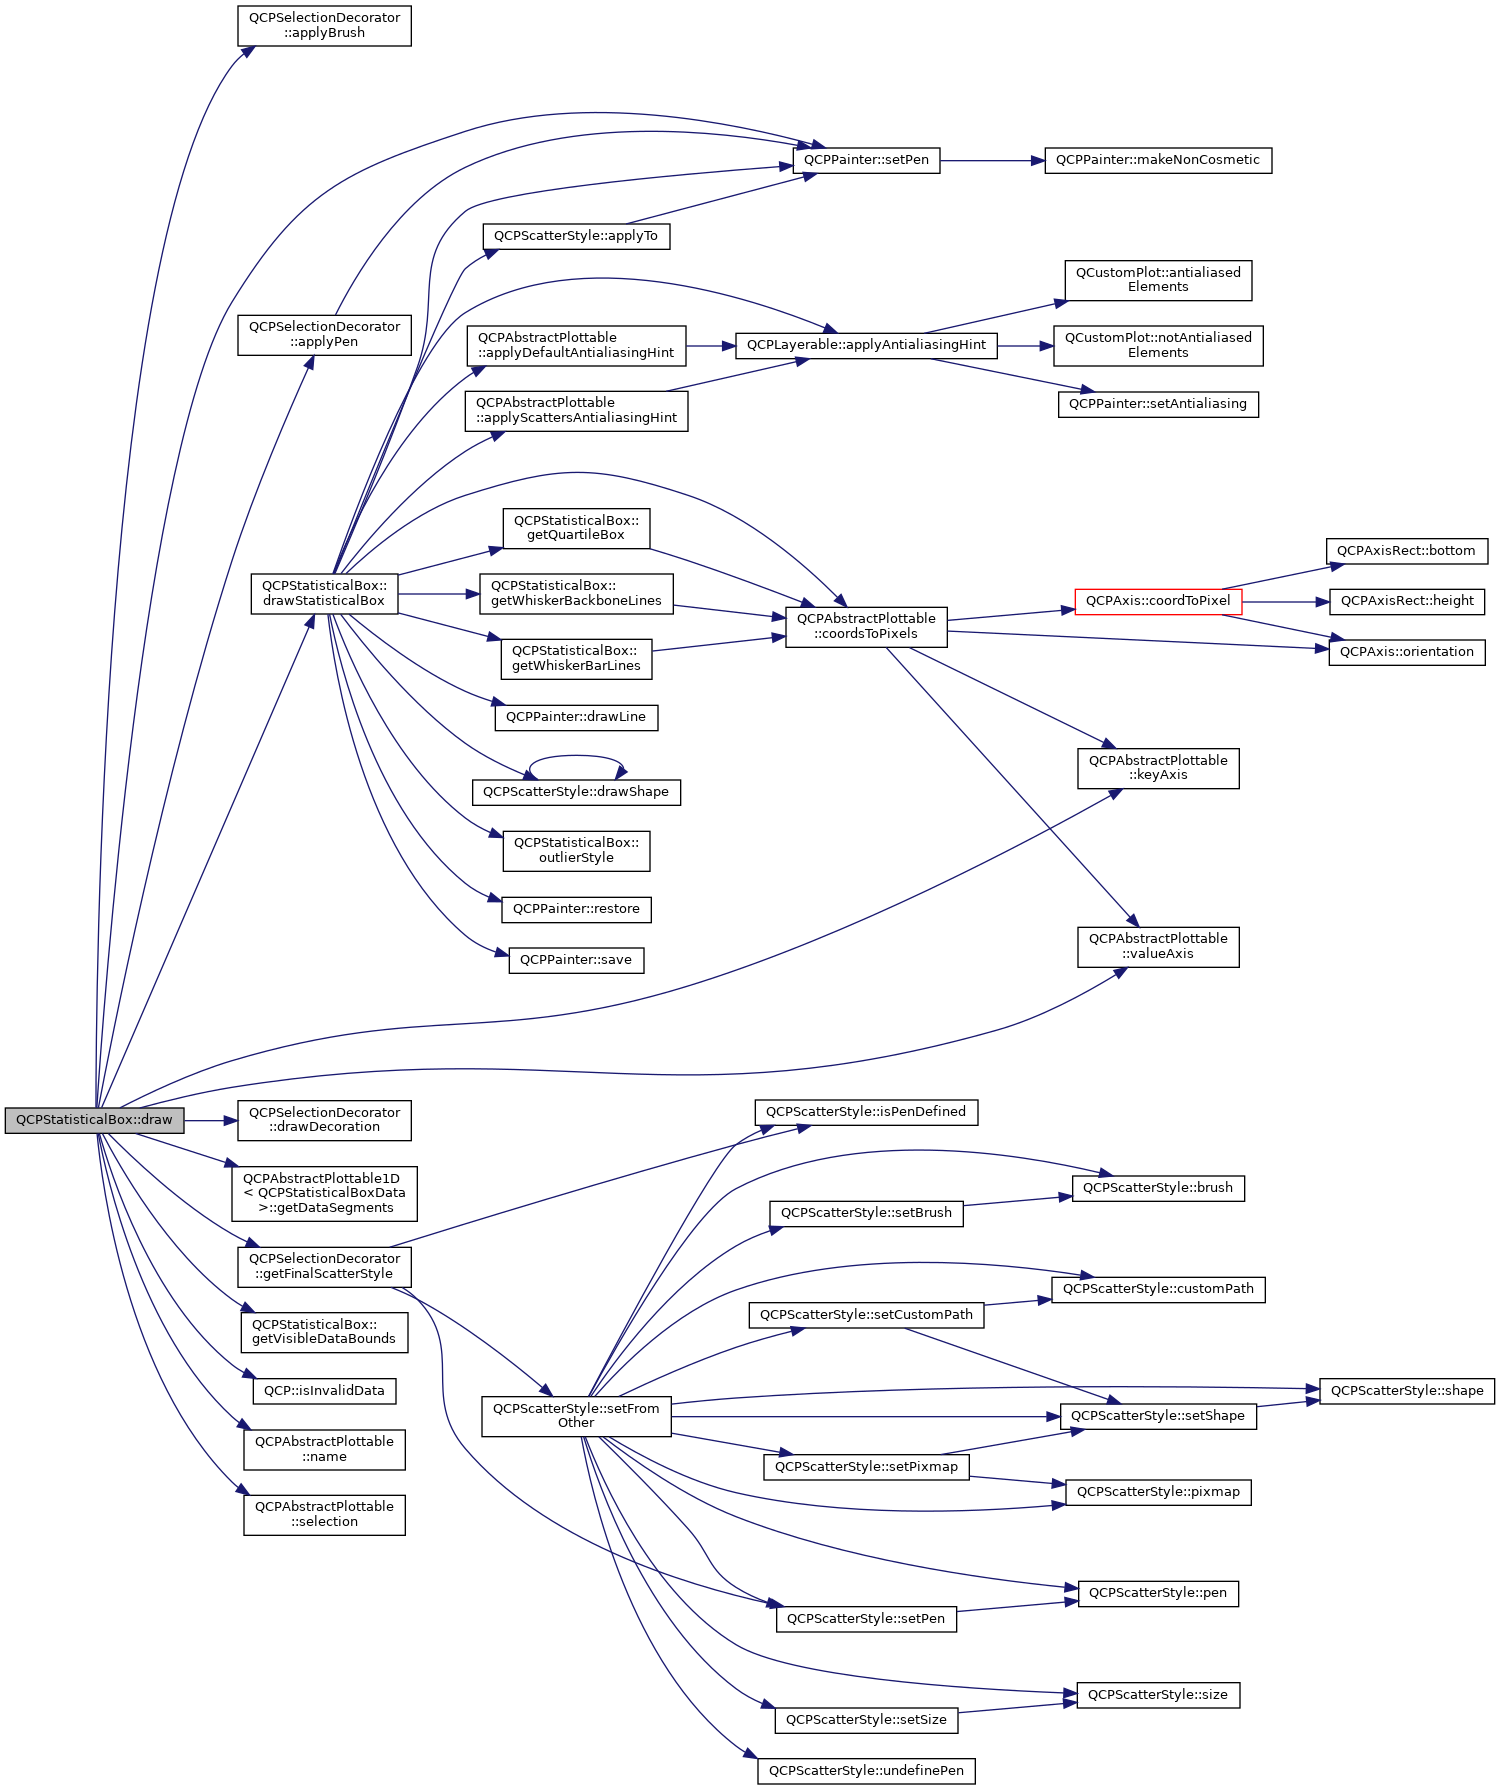 QCPSelectionDecorator
::applyBrush
QCPPainter::setPen
QCPPainter::makeNonCosmetic
QCPScatterStyle::applyTo
QCustomPlot::antialiased
Elements
QCPSelectionDecorator
::applyPen
QCPAbstractPlottable
::applyDefaultAntialiasingHint
QCPLayerable::applyAntialiasingHint
QCustomPlot::notAntialiased
Elements
QCPAbstractPlottable
::applyScattersAntialiasingHint
QCPPainter::setAntialiasing
QCPStatisticalBox::
getQuartileBox
QCPAxisRect::bottom
QCPStatisticalBox::
drawStatisticalBox
QCPStatisticalBox::
getWhiskerBackboneLines
QCPAxis::coordToPixel
QCPAxisRect::height
QCPAbstractPlottable
::coordsToPixels
QCPStatisticalBox::
getWhiskerBarLines
QCPAxis::orientation
QCPPainter::drawLine
QCPAbstractPlottable
::keyAxis
QCPScatterStyle::drawShape
QCPStatisticalBox::
outlierStyle
QCPPainter::restore
QCPAbstractPlottable
::valueAxis
QCPPainter::save
QCPStatisticalBox::draw
QCPSelectionDecorator
::drawDecoration
QCPScatterStyle::isPenDefined
QCPAbstractPlottable1D
< QCPStatisticalBoxData
>::getDataSegments
QCPScatterStyle::brush
QCPScatterStyle::setBrush
QCPSelectionDecorator
::getFinalScatterStyle
QCPScatterStyle::customPath
QCPScatterStyle::setCustomPath
QCPStatisticalBox::
getVisibleDataBounds
QCP::isInvalidData
QCPScatterStyle::shape
QCPScatterStyle::setFrom
Other
QCPScatterStyle::setShape
QCPAbstractPlottable
::name
QCPScatterStyle::setPixmap
QCPScatterStyle::pixmap
QCPAbstractPlottable
::selection
QCPScatterStyle::pen
QCPScatterStyle::setPen
QCPScatterStyle::size
QCPScatterStyle::setSize
QCPScatterStyle::undefinePen